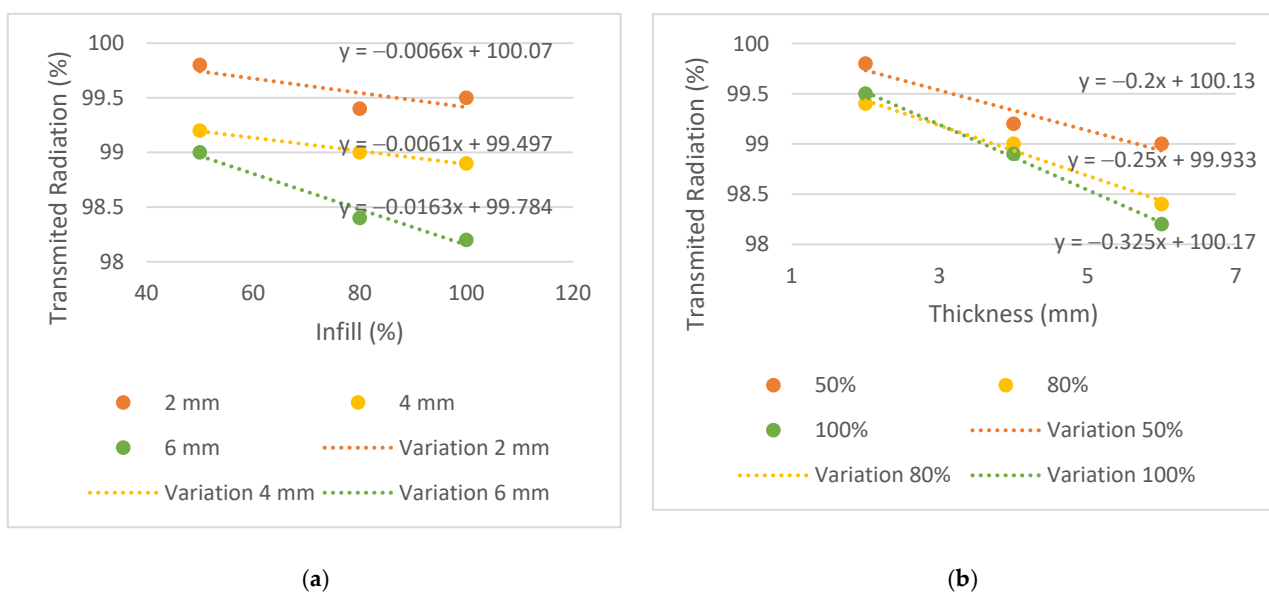 100
99.5
99
98.5
98
Transmited Radiation (%)
y = −0.0066x + 100.07
y = −0.0061x + 99.497
y = −0.0163x + 99.784
40 60 80 100 120
Infill (%)
2 mm 4 mm
6 mm Variation 2 mm
Variation 4 mm Variation 6 mm
(a)
100
99.5
99
98.5
98
Transmited Radiation (%)
y = −0.2x + 100.13
y = −0.25x + 99.933
y = −0.325x + 100.17
1 3 5 7
Thickness (mm)
50% 80%
100% Variation 50%
Variation 80% Variation 100%
(b)